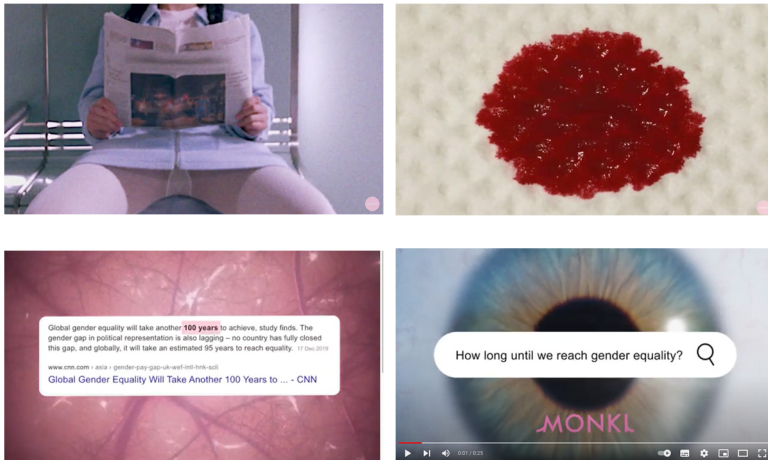 Global gender equality will take another 100 years to achieve, study finds. The
gender gap in political representation is also lagging – no country has fully closed
this gap, and globally, it will take an estimated 95 years to reach equality. 17 Dec 2019
www.cnn.com › asia › gender-pay-gap-uk-wef-intl-hnk-scli
Global Gender Equality Will Take Another 100 Years to ... - CNN
How long until we reach gender equality?
MONKL
0:01 / 0:25